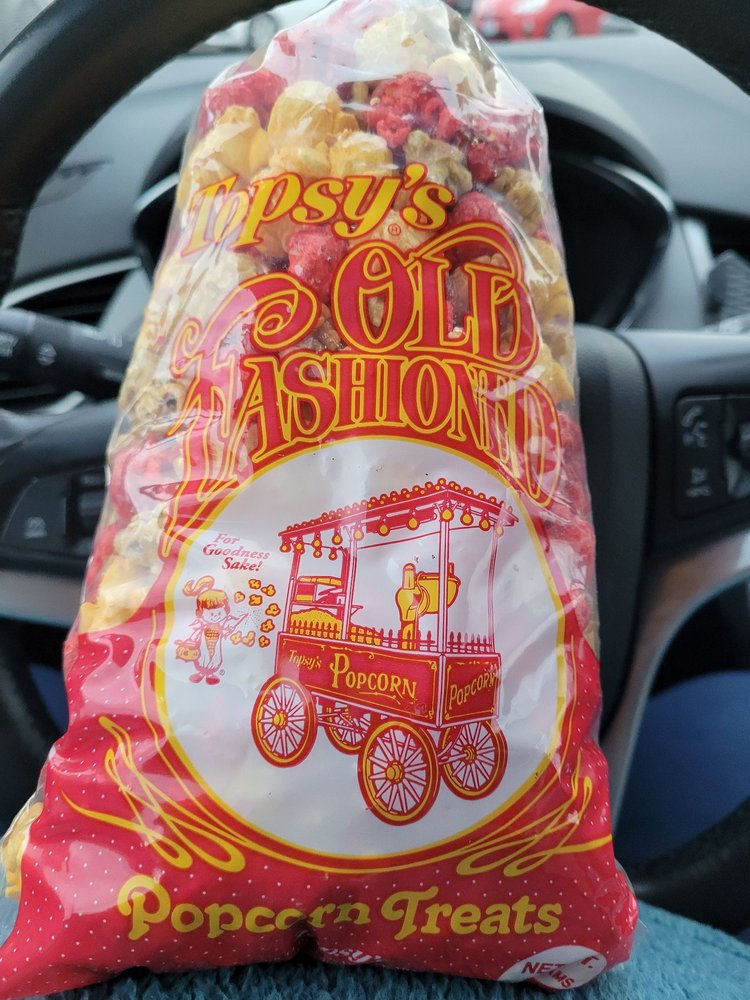 Topsy's
®
OLD
FASHIONED
For
Goodness
Sake!
Topsy's POPCORN POPCORN
Popcorn Treats